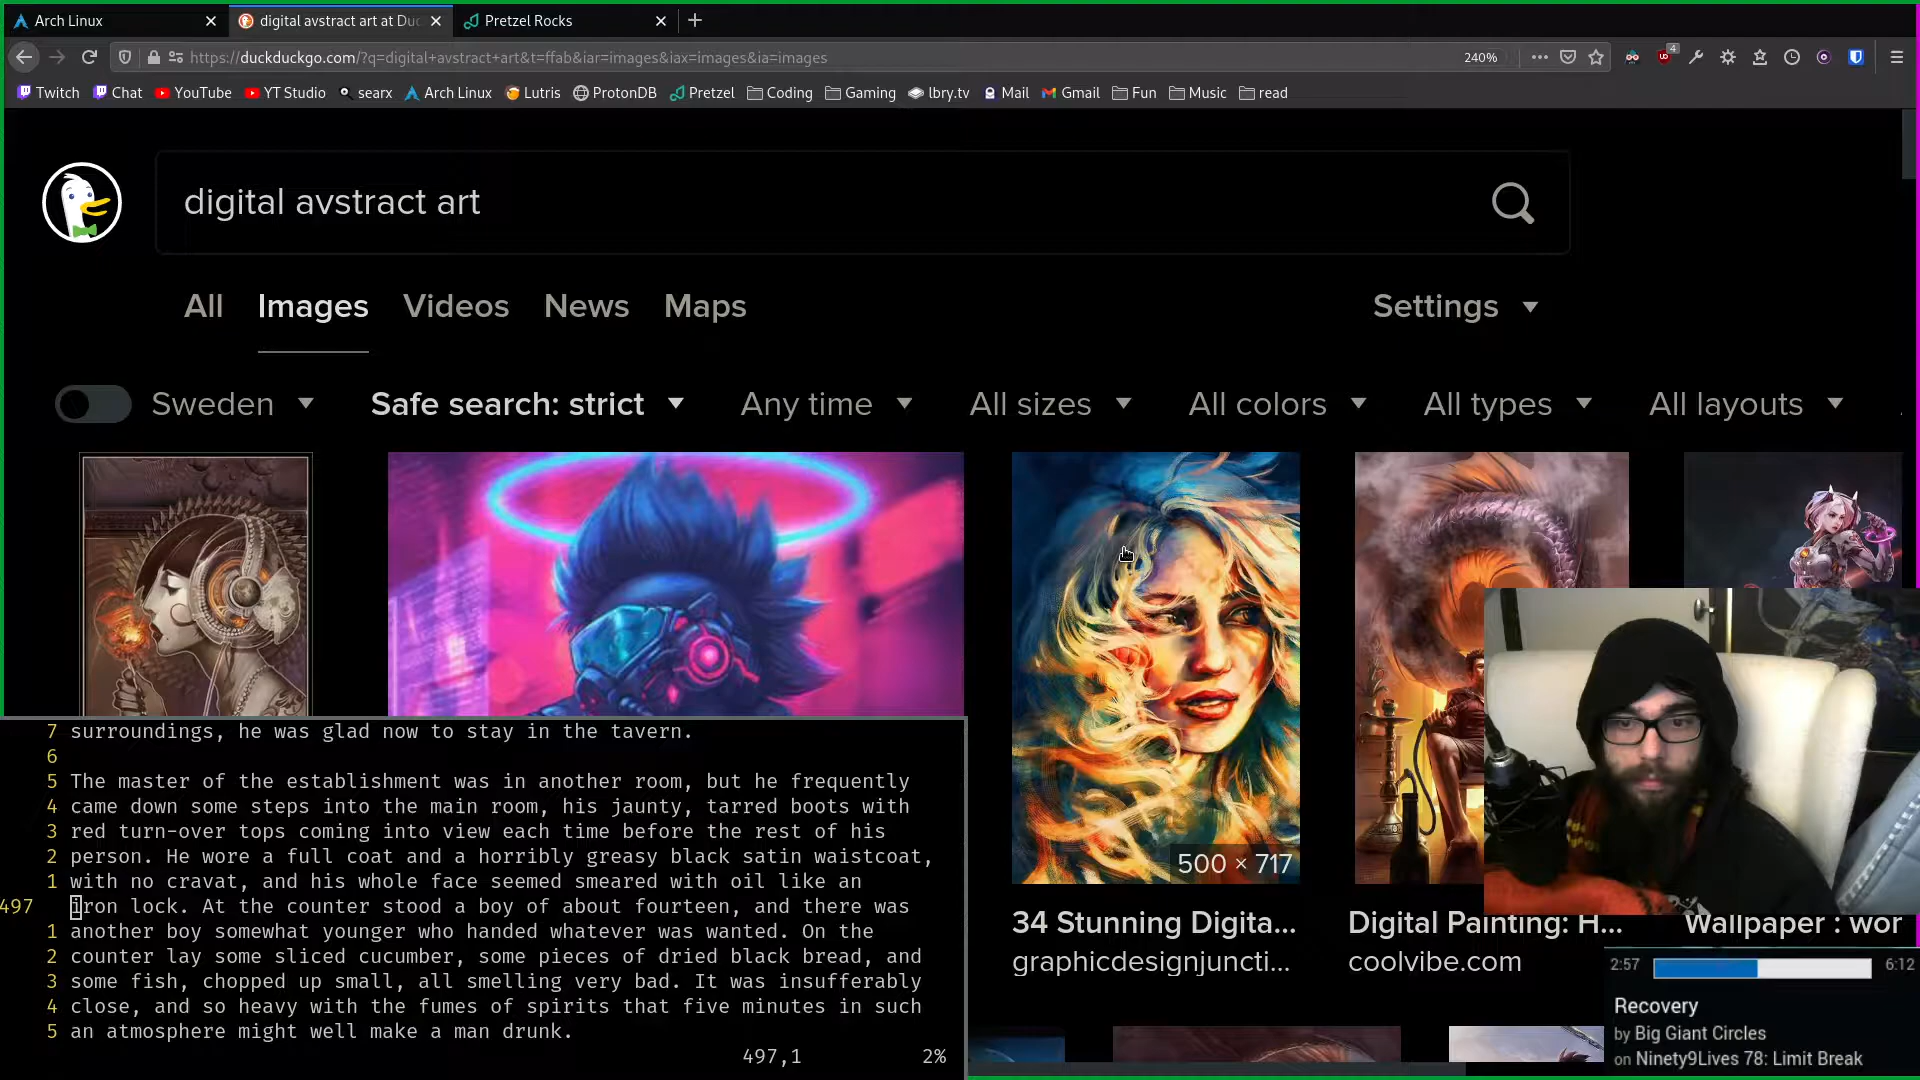 Arch Linux
digital avstract art at Duc
Pretzel Rocks
https://duckduckgo.com/?q=digital+avstract+art&t=ffab&iar=images&iax=images&ia=images
240%
4
Twitch Chat YouTube YT Studio searx Arch Linux Lutris ProtonDB Pretzel Coding Gaming lbry.tv Mail Gmail Fun Music read
digital avstract art
All Images Videos News Maps Settings
Sweden Safe search: strict Any time All sizes All colors All types All layouts
500 × 717
34 Stunning Digita...
graphicdesignjuncti...
Digital Painting: H...
coolvibe.com
Wallpaper : wor
7 surroundings, he was glad now to stay in the tavern.
6
5 The master of the establishment was in another room, but he frequently
4 came down some steps into the main room, his jaunty, tarred boots with
3 red turn-over tops coming into view each time before the rest of his
2 person. He wore a full coat and a horribly greasy black satin waistcoat,
1 with no cravat, and his whole face seemed smeared with oil like an
497 iron lock. At the counter stood a boy of about fourteen, and there was
1 another boy somewhat younger who handed whatever was wanted. On the
2 counter lay some sliced cucumber, some pieces of dried black bread, and
3 some fish, chopped up small, all smelling very bad. It was insufferably
4 close, and so heavy with the fumes of spirits that five minutes in such
5 an atmosphere might well make a man drunk.
497,1 2%
2:57 6:12
Recovery
by Big Giant Circles
on Ninety9Lives 78: Limit Break